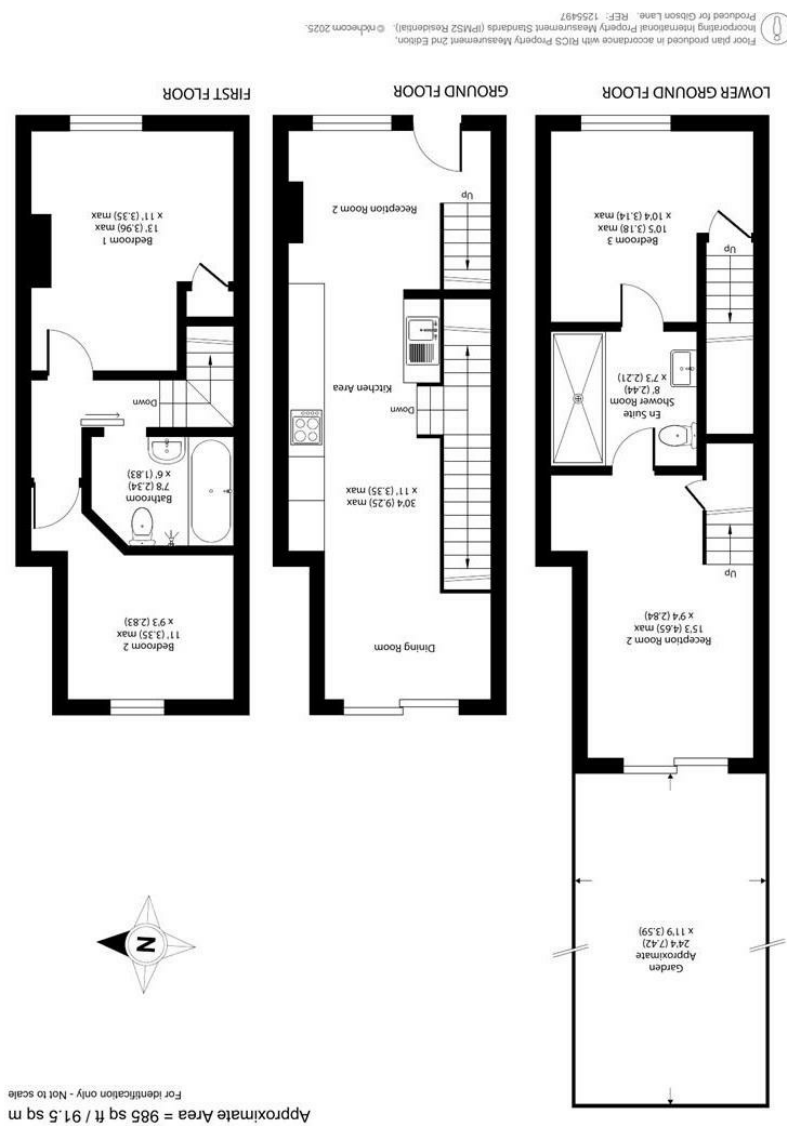 Approximate Area = 985 sq ft / 91.5 sq m
For identification only - Not to scale
N
Garden
Approximate
24'4 (7.42)
x 11'9 (3.59)
Reception Room 2
15'3 (4.65) max
x 9'4 (2.84)
Up
En Suite
Shower Room
8' (2.44)
x 7'3 (2.21)
Bedroom 3
10'5 (3.18) max
x 10'4 (3.14) max
Up
LOWER GROUND FLOOR
Dining Room
30'4 (9.25) max
x 11' (3.35) max
Down
Kitchen Area
Reception Room 2
Up
GROUND FLOOR
Bedroom 2
11' (3.35) max
x 9'3 (2.83)
Bathroom
7'8 (2.34)
x 6' (1.83)
Down
Bedroom 1
13' (3.96) max
x 11' (3.35) max
FIRST FLOOR
Floor plan produced in accordance with RICS Property Measurement 2nd Edition,
Incorporating International Property Measurement Standards (IPMS2 Residential). © nichecom 2025.
Produced for Gibson Lane. REF: 1255497